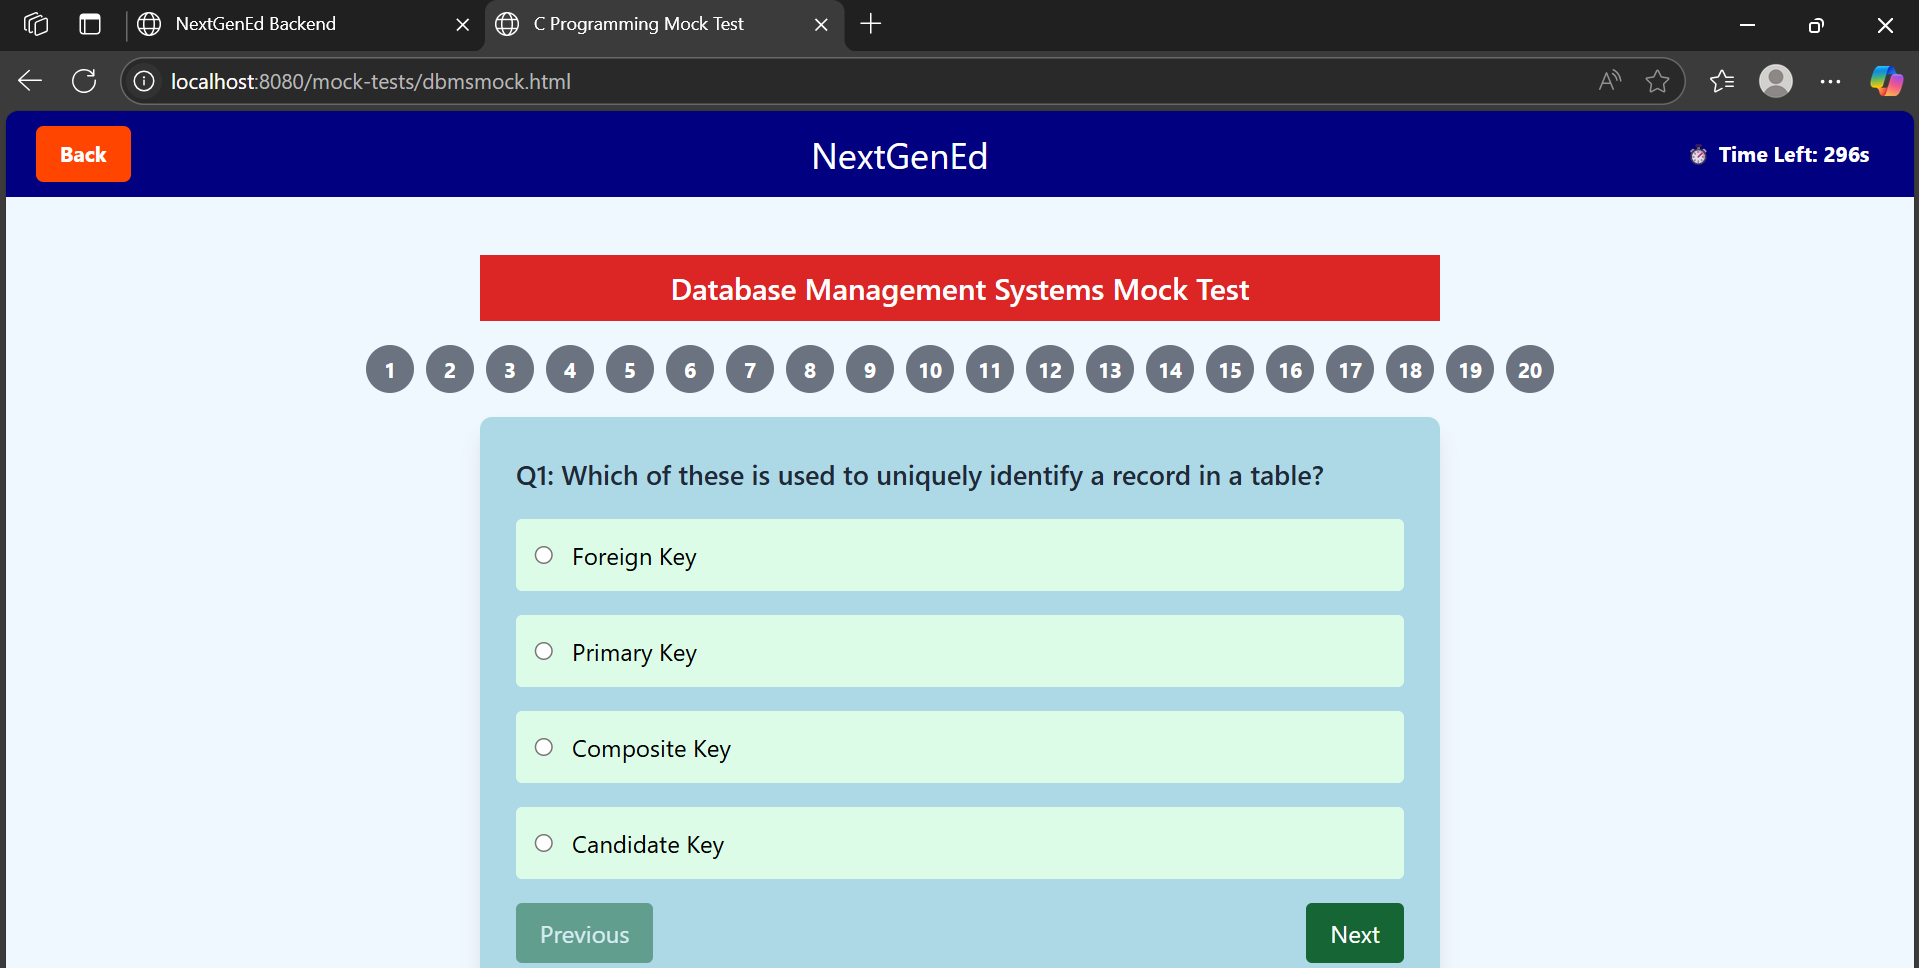 NextGenEd Backend
C Programming Mock Test
localhost:8080/mock-tests/dbmsmock.html
Back
NextGenEd
Time Left: 296s
Database Management Systems Mock Test
1 2 3 4 5 6 7 8 9 10 11 12 13 14 15 16 17 18 19 20
Q1: Which of these is used to uniquely identify a record in a table?
Foreign Key
Primary Key
Composite Key
Candidate Key
Previous
Next